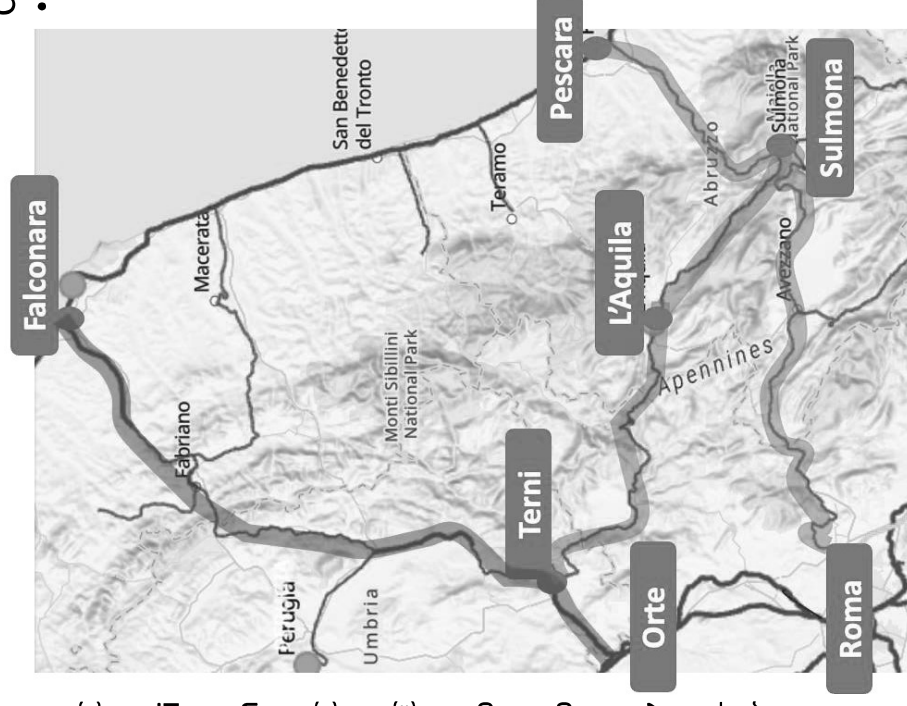 Falconara
Macerata
Fabriano
San Benedetto
del Tronto
Teramo
Monti Sibillini
National Park
Perugia
Umbria
Terni
Orte
Pescara
L'Aquila
Abruzzo
Apennines
Avezzano
Maiella
National Park
Sulmona
Sulmona
Roma